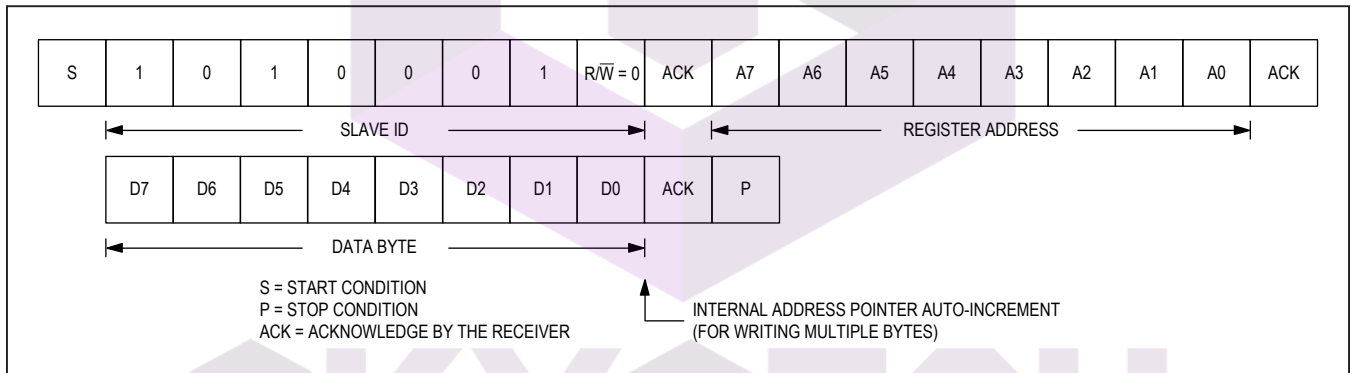 S 1 0 1 0 0 0 1 R/W̅ = 0 ACK A7 A6 A5 A4 A3 A2 A1 A0 ACK
SLAVE ID REGISTER ADDRESS
D7 D6 D5 D4 D3 D2 D1 D0 ACK P
DATA BYTE
S = START CONDITION
P = STOP CONDITION
ACK = ACKNOWLEDGE BY THE RECEIVER
INTERNAL ADDRESS POINTER AUTO-INCREMENT
(FOR WRITING MULTIPLE BYTES)